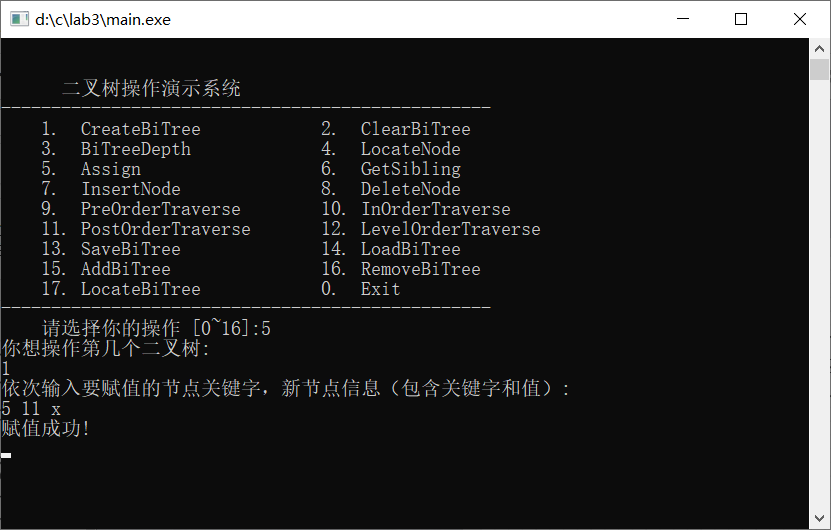 d:\c\lab3\main.exe
二叉树操作演示系统
-------------------------------------------------
1. CreateBiTree 2. ClearBiTree
3. BiTreeDepth 4. LocateNode
5. Assign 6. GetSibling
7. InsertNode 8. DeleteNode
9. PreOrderTraverse 10. InOrderTraverse
11. PostOrderTraverse 12. LevelOrderTraverse
13. SaveBiTree 14. LoadBiTree
15. AddBiTree 16. RemoveBiTree
17. LocateBiTree 0. Exit
-------------------------------------------------
请选择你的操作 [0~16]:5
你想操作第几个二叉树:
1
依次输入要赋值的节点关键字，新节点信息（包含关键字和值）:
5 11 x
赋值成功!